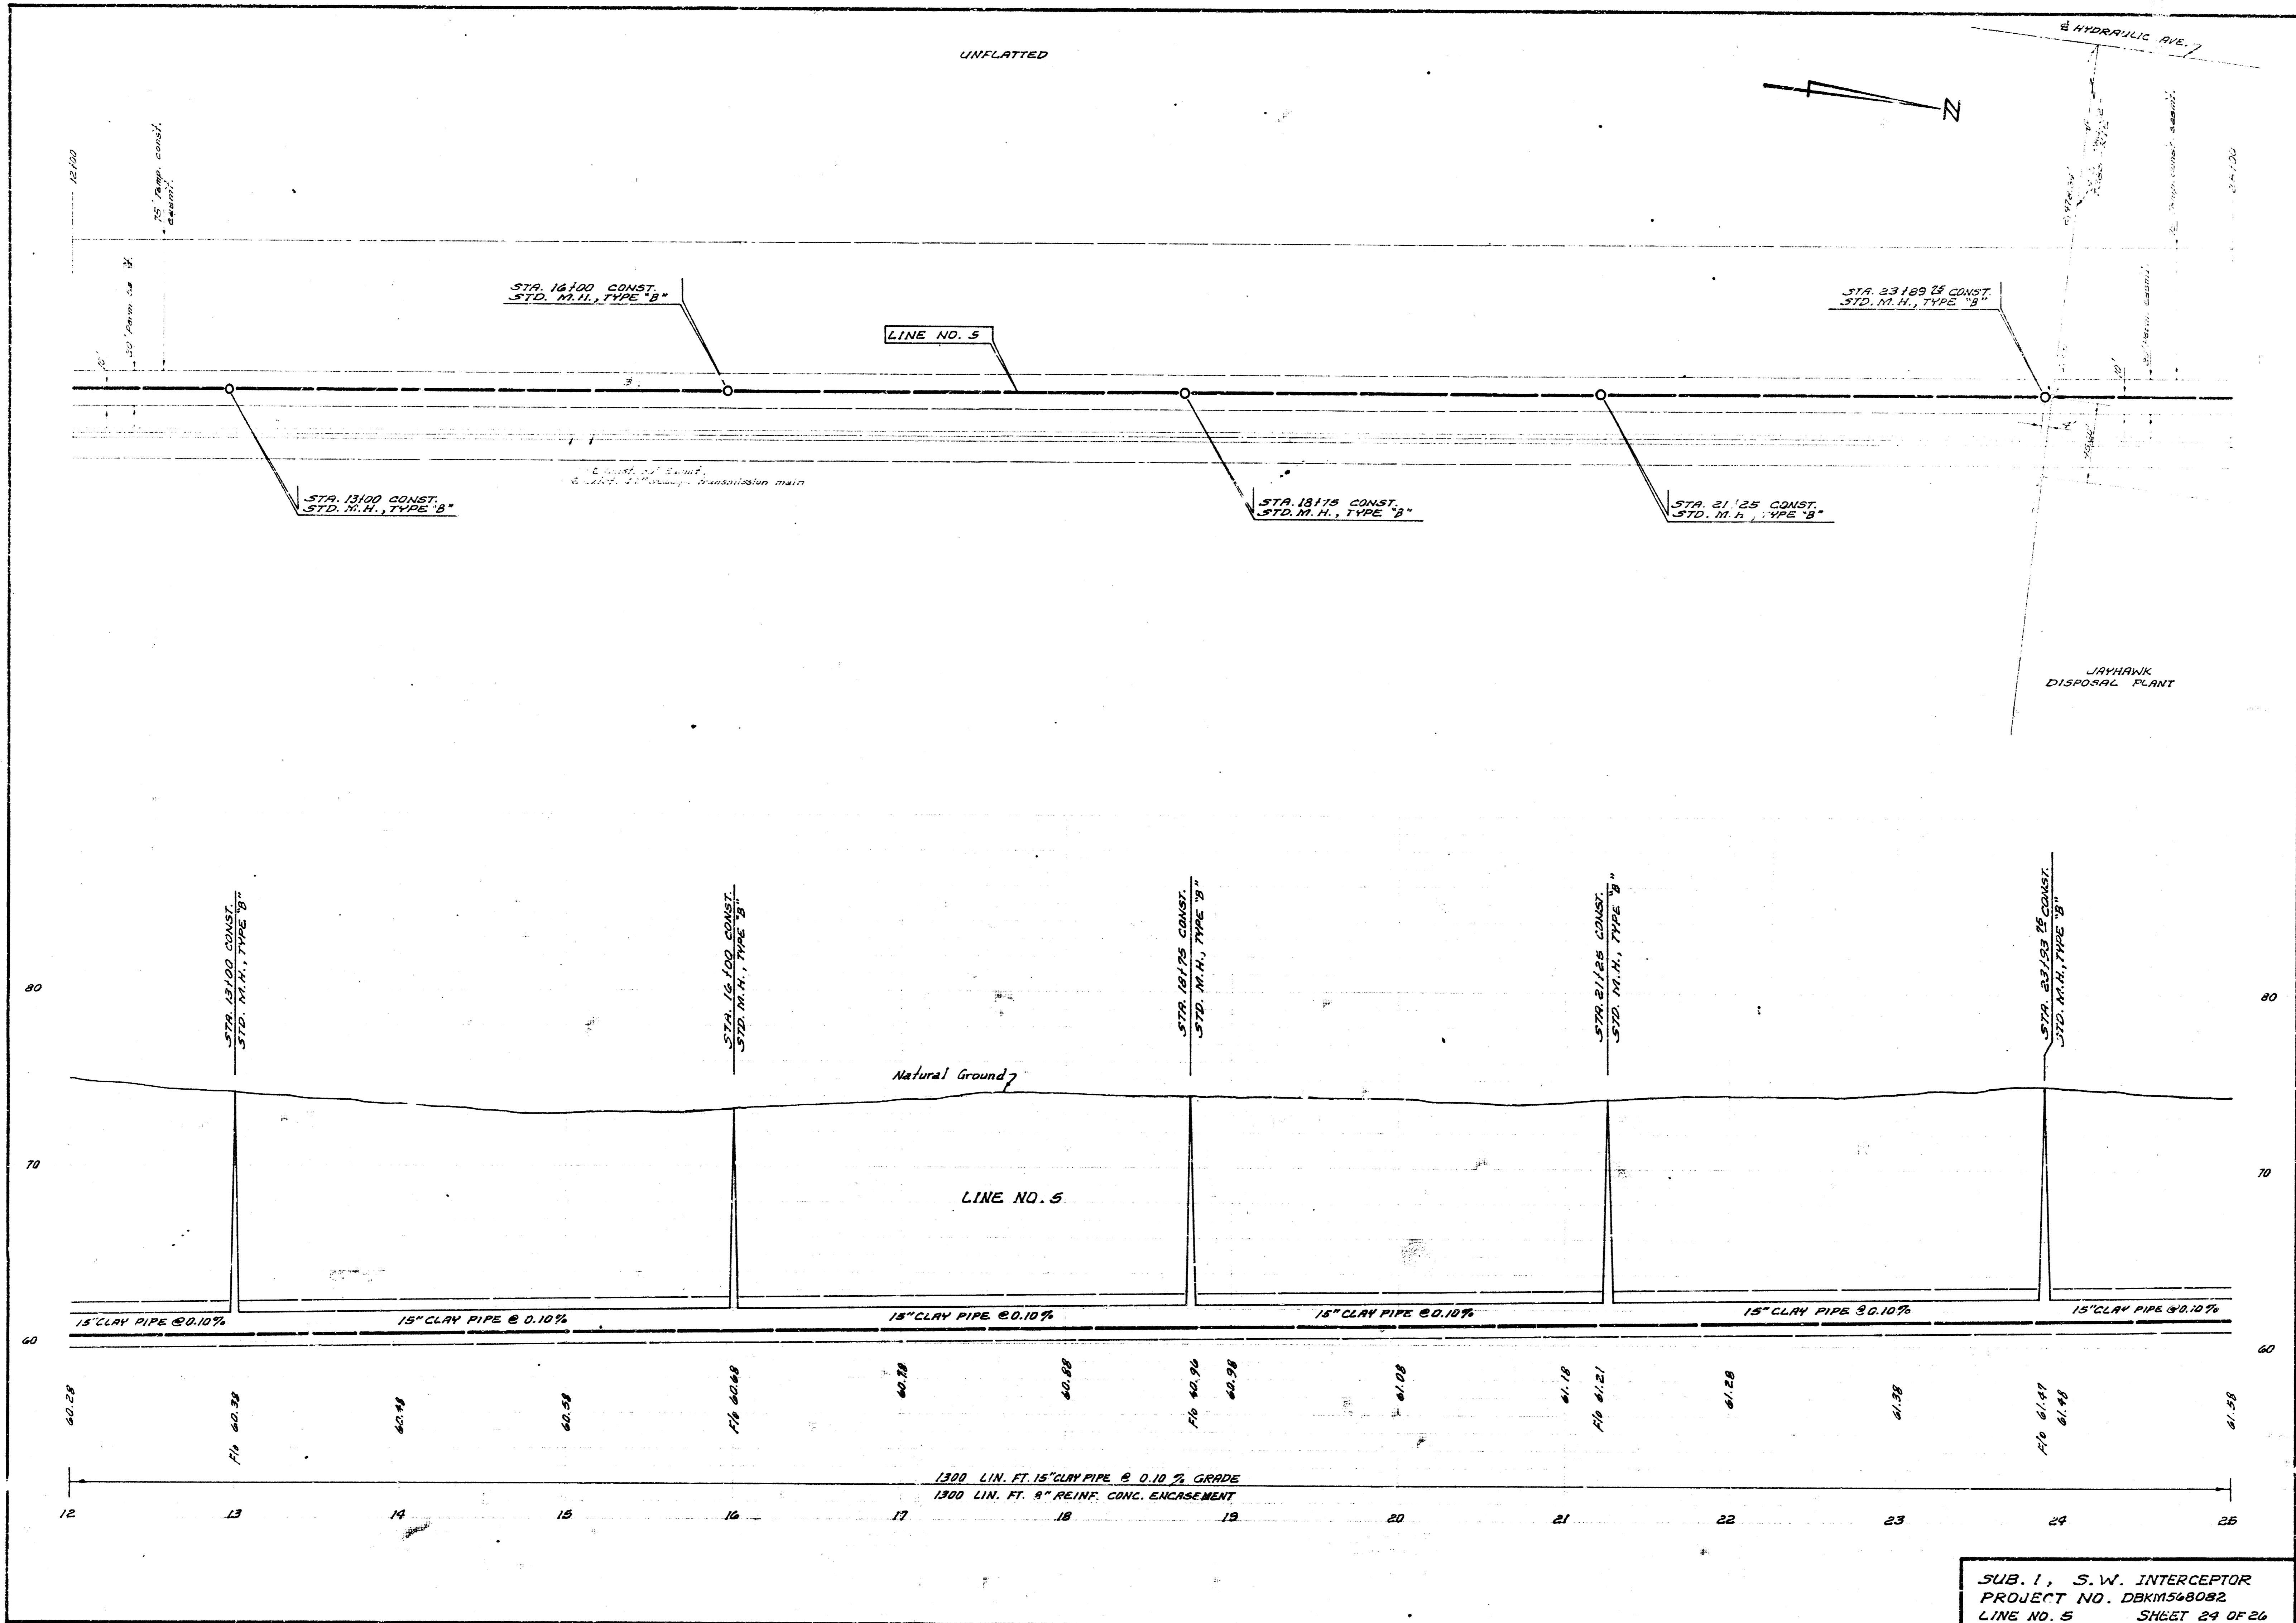 UNFLATTED
℄ HYDRAULIC AVE.
N
12+00
75' Temp. const.
easm't.
20' Perm.
10'
STA. 16+00 CONST.
STD. M.H., TYPE "B"
LINE NO. 5
STA. 23+89 25 CONST.
STD. M.H., TYPE "B"
10'
transmission main
STA. 13+00 CONST.
STD. M.H., TYPE "B"
STA. 18+75 CONST.
STD. M.H., TYPE "B"
STA. 21+25 CONST.
STD. M.H., TYPE "B"
JAYHAWK
DISPOSAL PLANT
STA. 13+00 CONST.
STD. M.H., TYPE "B"
STA. 16+00 CONST.
STD. M.H., TYPE "B"
STA. 18+75 CONST.
STD. M.H., TYPE "B"
STA. 21+25 CONST.
STD. M.H., TYPE "B"
STA. 23+93 75 CONST.
STD. M.H., TYPE "B"
80
80
Natural Ground
70
70
LINE NO. 5
15" CLAY PIPE @ 0.10%
15" CLAY PIPE @ 0.10%
15" CLAY PIPE @ 0.10%
15" CLAY PIPE @ 0.10%
15" CLAY PIPE @ 0.10%
15" CLAY PIPE @ 0.10%
60
60
60.28
F/o 60.38
60.48
60.58
F/o 60.68
60.78
60.88
F/o 60.96
60.98
61.08
61.18
F/o 61.21
61.28
61.38
F/o 61.47
61.48
61.58
1300 LIN. FT. 15" CLAY PIPE @ 0.10 % GRADE
1300 LIN. FT. 8" REINF. CONC. ENCASEMENT
12 13 14 15 16 17 18 19 20 21 22 23 24 25
SUB. 1, S.W. INTERCEPTOR
PROJECT NO. DBKM568082
LINE NO. 5 SHEET 24 OF 26